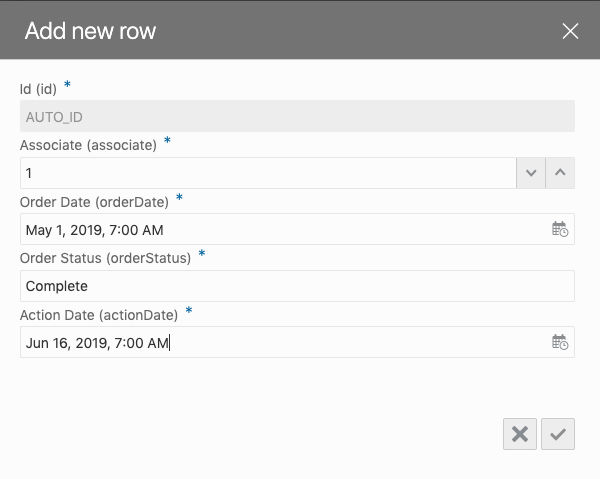 Add new row
Id (id) *
AUTO_ID
Associate (associate) *
1
Order Date (orderDate) *
May 1, 2019, 7:00 AM
Order Status (orderStatus) *
Complete
Action Date (actionDate) *
Jun 16, 2019, 7:00 AM